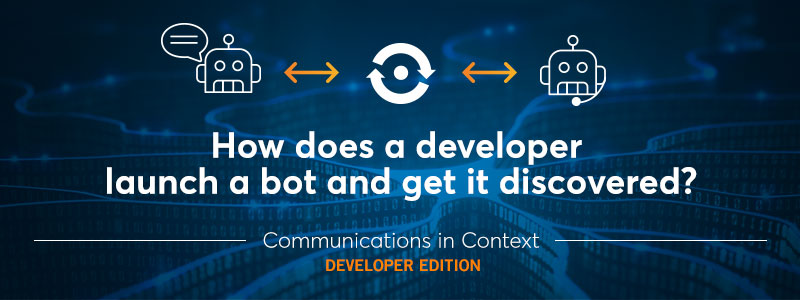 How does a developer
launch a bot and get it discovered?
Communications in Context
DEVELOPER EDITION